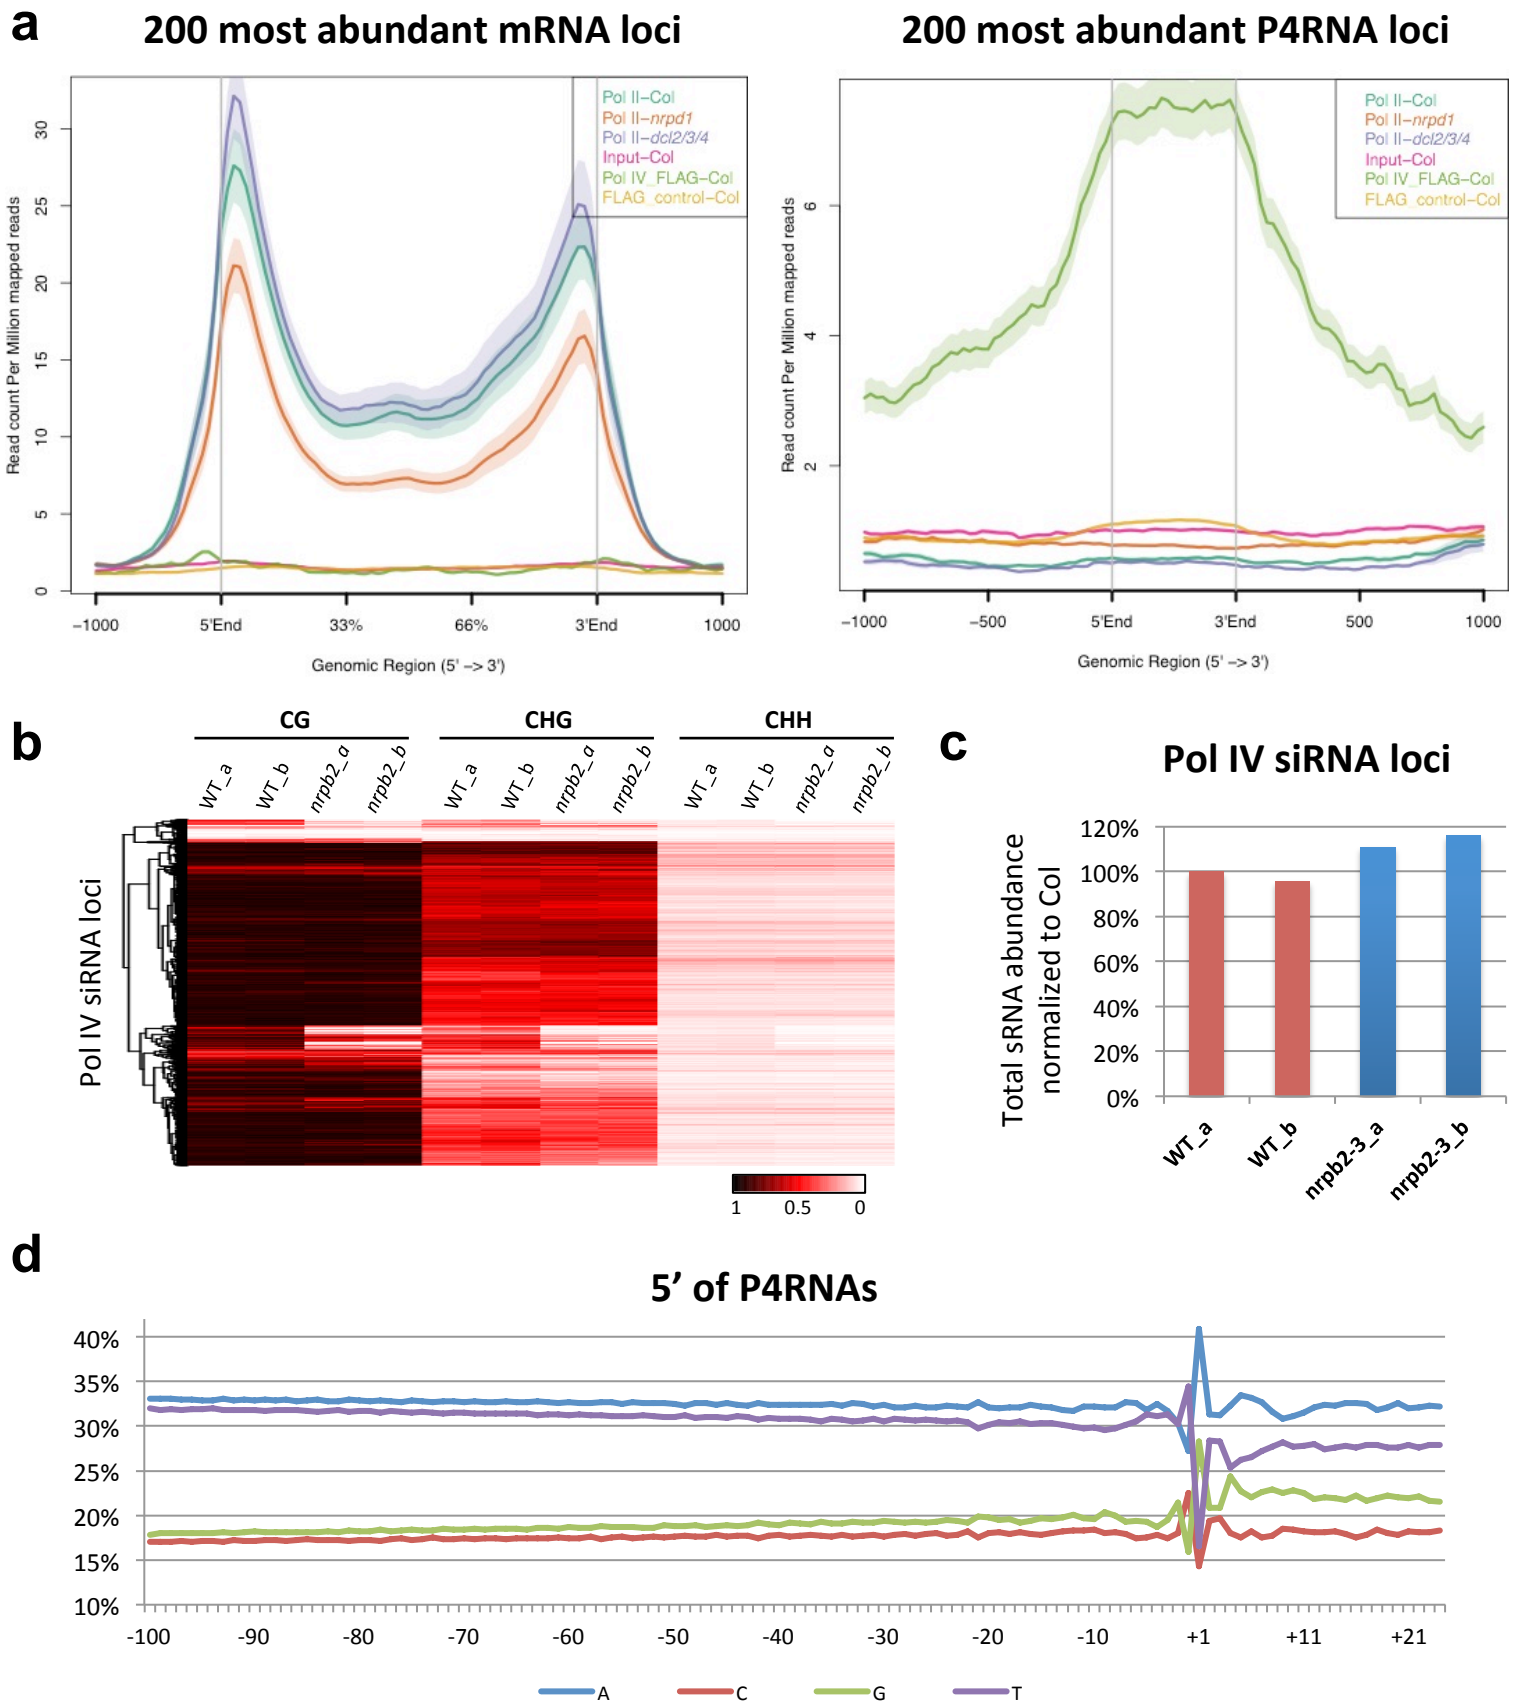 a
200 most abundant mRNA loci
200 most abundant P4RNA loci
Read count Per Million mapped reads
30
25
20
15
10
5
0
Pol II–Col
Pol II–nrpd1
Pol II–dcl2/3/4
Input–Col
Pol IV_FLAG–Col
FLAG_control–Col
−1000 5'End 33% 66% 3'End 1000
Genomic Region (5' −> 3')
Read count Per Million mapped reads
6
4
2
Pol II–Col
Pol II–nrpd1
Pol II–dcl2/3/4
Input–Col
Pol IV_FLAG–Col
FLAG_control–Col
−1000 −500 5'End 3'End 500 1000
Genomic Region (5' −> 3')
b
CG CHG CHH
WT_a WT_b nrpb2_a nrpb2_b WT_a WT_b nrpb2_a nrpb2_b WT_a WT_b nrpb2_a nrpb2_b
Pol IV siRNA loci
1 0.5 0
c
Pol IV siRNA loci
Total sRNA abundance
normalized to Col
120%
100%
80%
60%
40%
20%
0%
WT_a WT_b nrpb2-3_a nrpb2-3_b
d
5’ of P4RNAs
40%
35%
30%
25%
20%
15%
10%
-100 -90 -80 -70 -60 -50 -40 -30 -20 -10 +1 +11 +21
A C G T